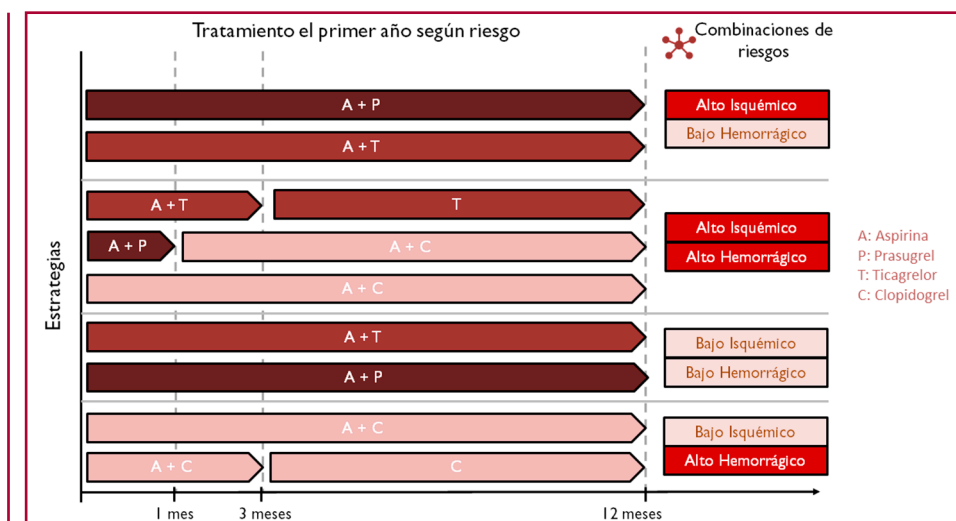 Tratamiento el primer año según riesgo
Combinaciones de
riesgos
A + P
Alto Isquémico
A + T
Bajo Hemorrágico
A + T
T
Alto Isquémico
A + P
A + C
Alto Hemorrágico
A + C
A: Aspirina
P: Prasugrel
T: Ticagrelor
C: Clopidogrel
A + T
Bajo Isquémico
A + P
Bajo Hemorrágico
A + C
Bajo Isquémico
A + C
C
Alto Hemorrágico
Estrategias
1 mes
3 meses
12 meses